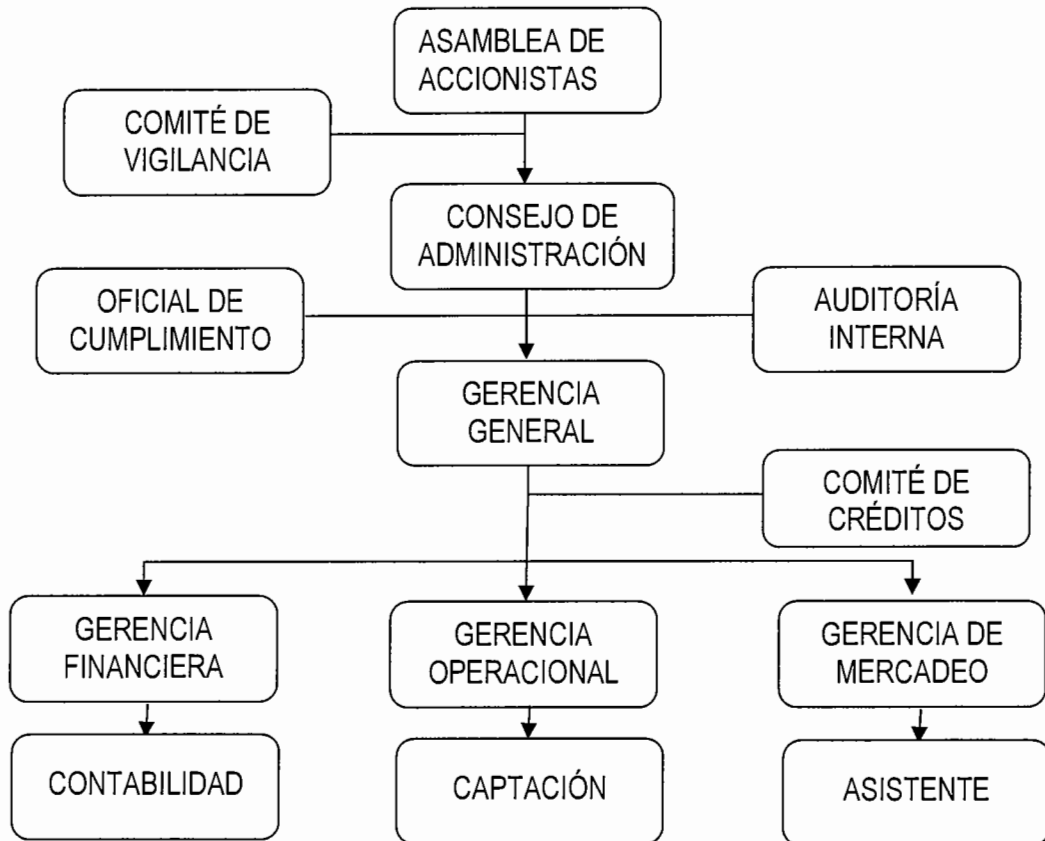 ASAMBLEA DE
ACCIONISTAS
COMITÉ DE
VIGILANCIA
CONSEJO DE
ADMINISTRACIÓN
OFICIAL DE
CUMPLIMIENTO
AUDITORÍA
INTERNA
GERENCIA
GENERAL
COMITÉ DE
CRÉDITOS
GERENCIA
FINANCIERA
GERENCIA
OPERACIONAL
GERENCIA DE
MERCADEO
CONTABILIDAD
CAPTACIÓN
ASISTENTE